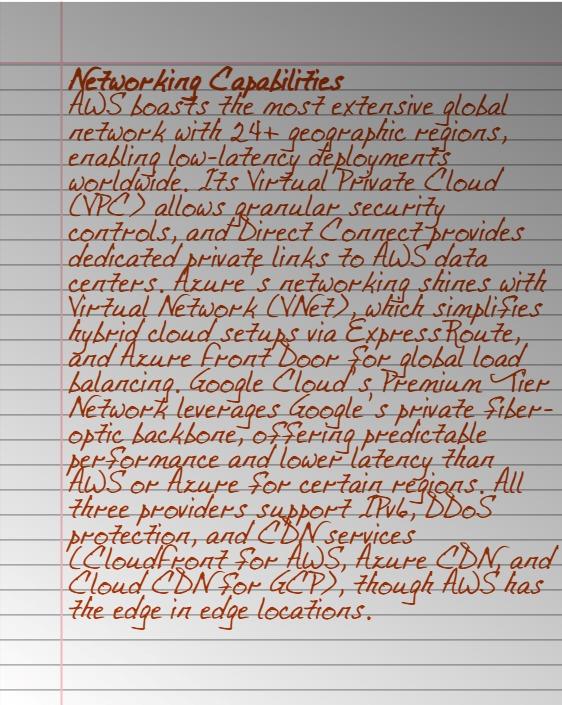 Networking Capabilities
AWS boasts the most extensive global
network with 24+ geographic regions,
enabling low-latency deployments
worldwide. Its Virtual Private Cloud
(VPC) allows granular security
controls, and Direct Connect provides
dedicated private links to AWS data
centers. Azure's networking shines with
Virtual Network (VNet), which simplifies
hybrid cloud setups via ExpressRoute,
and Azure Front Door for global load
balancing. Google Cloud's Premium Tier
Network leverages Google's private fiber-
optic backbone, offering predictable
performance and lower latency than
AWS or Azure for certain regions. All
three providers support IPv6, DDoS
protection, and CDN services
(CloudFront for AWS, Azure CDN, and
Cloud CDN for GCP), though AWS has
the edge in edge locations.